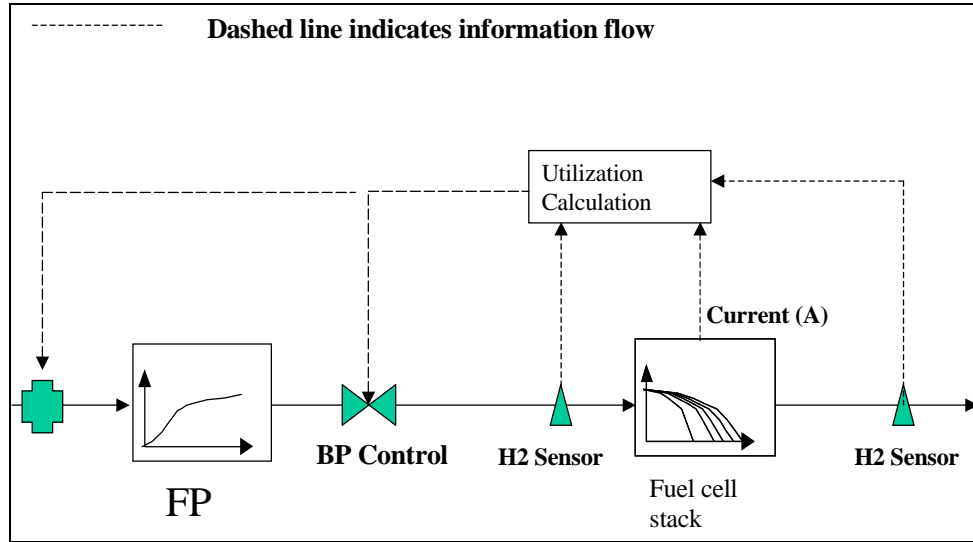 Dashed line indicates information flow
Utilization
Calculation
Current (A)
BP Control
H2 Sensor
H2 Sensor
FP
Fuel cell
stack